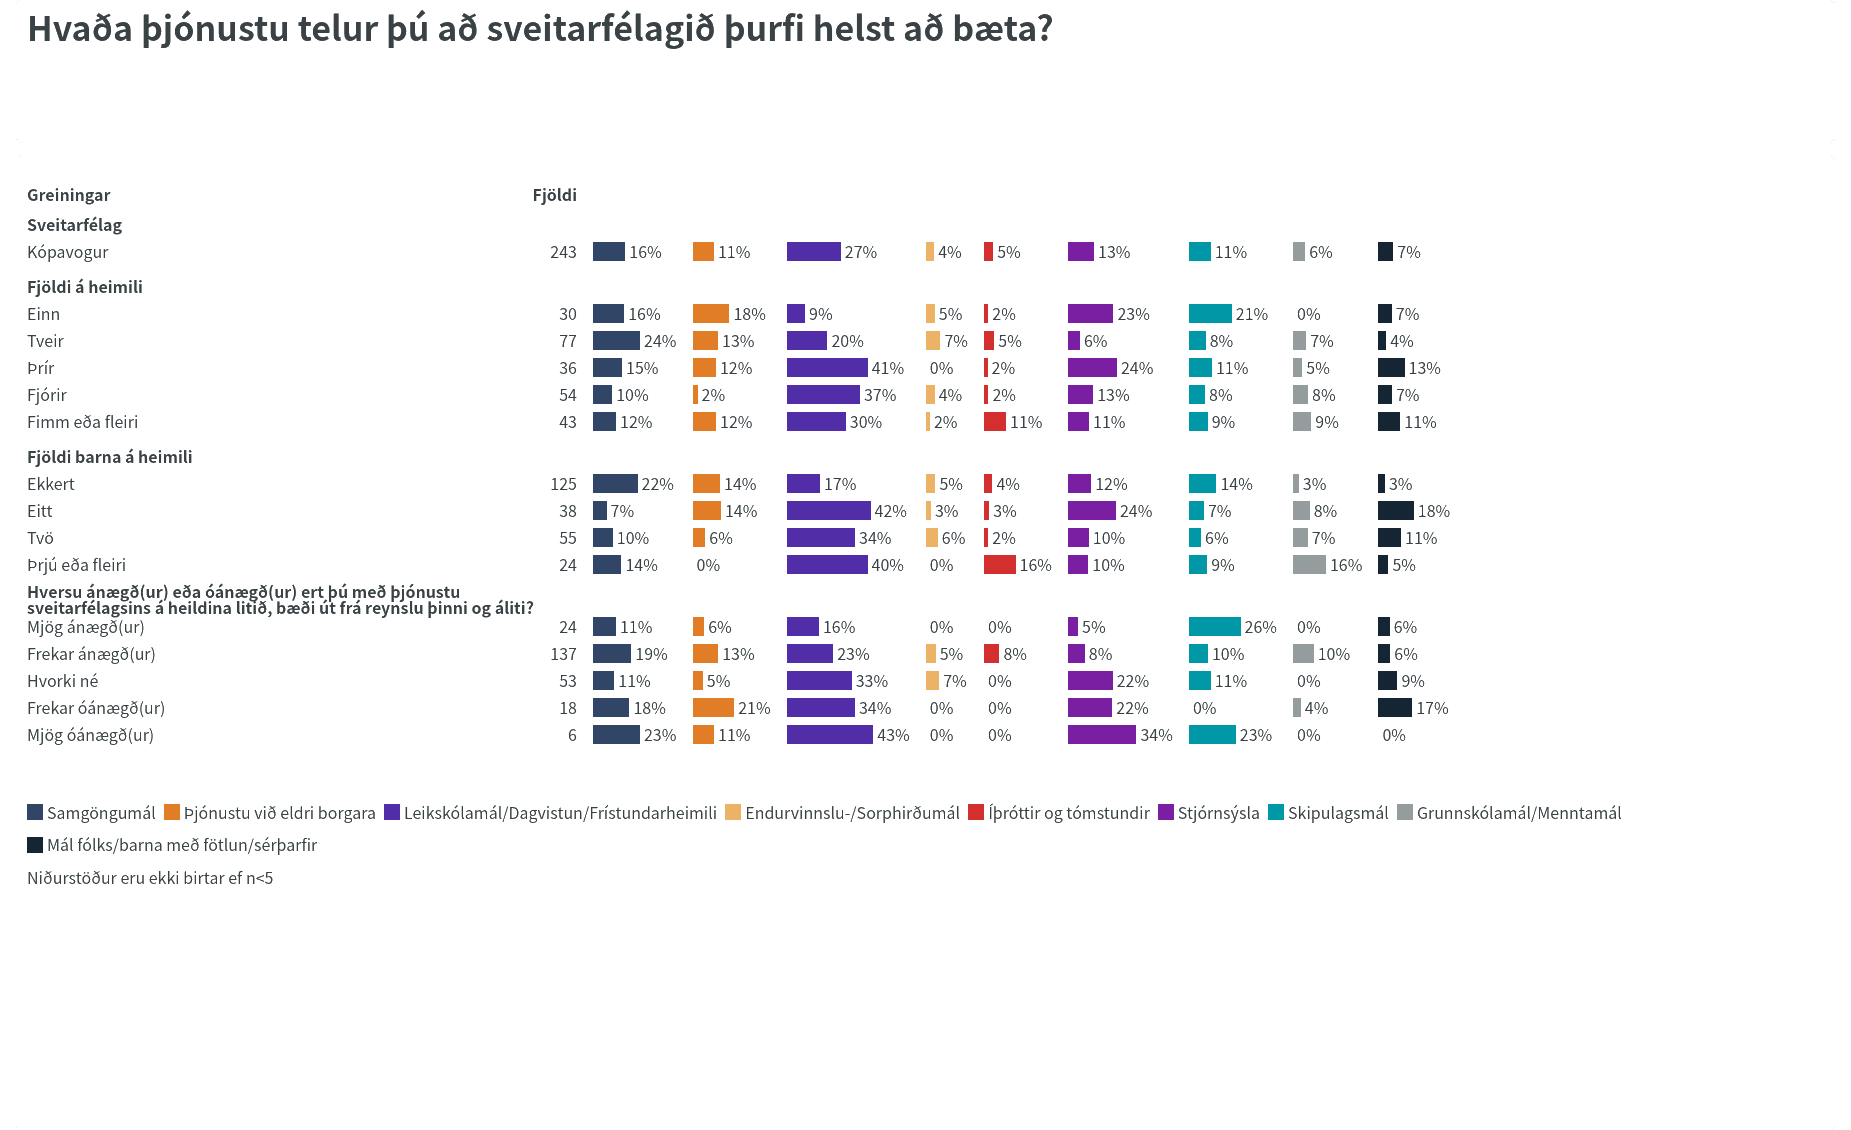 Hvaða þjónustu telur þú að sveitarfélagið þurfi helst að bæta?
Greiningar Fjöldi
Sveitarfélag
Kópavogur 243 16% 11% 27% 4% 5% 13% 11% 6% 7%
Fjöldi á heimili
Einn 30 16% 18% 9% 5% 2% 23% 21% 0% 7%
Tveir 77 24% 13% 20% 7% 5% 6% 8% 7% 4%
Þrír 36 15% 12% 41% 0% 2% 24% 11% 5% 13%
Fjórir 54 10% 2% 37% 4% 2% 13% 8% 8% 7%
Fimm eða fleiri 43 12% 12% 30% 2% 11% 11% 9% 9% 11%
Fjöldi barna á heimili
Ekkert 125 22% 14% 17% 5% 4% 12% 14% 3% 3%
Eitt 38 7% 14% 42% 3% 3% 24% 7% 8% 18%
Tvö 55 10% 6% 34% 6% 2% 10% 6% 7% 11%
Þrjú eða fleiri 24 14% 0% 40% 0% 16% 10% 9% 16% 5%
Hversu ánægð(ur) eða óánægð(ur) ert þú með þjónustu
sveitarfélagsins á heildina litið, bæði út frá reynslu þinni og áliti?
Mjög ánægð(ur) 24 11% 6% 16% 0% 0% 5% 26% 0% 6%
Frekar ánægð(ur) 137 19% 13% 23% 5% 8% 8% 10% 10% 6%
Hvorki né 53 11% 5% 33% 7% 0% 22% 11% 0% 9%
Frekar óánægð(ur) 18 18% 21% 34% 0% 0% 22% 0% 4% 17%
Mjög óánægð(ur) 6 23% 11% 43% 0% 0% 34% 23% 0% 0%
Samgöngumál Þjónustu við eldri borgara Leikskólamál/Dagvistun/Frístundarheimili Endurvinnslu-/Sorphirðumál Íþróttir og tómstundir Stjórnsýsla Skipulagsmál Grunnskólamál/Menntamál
Mál fólks/barna með fötlun/sérþarfir
Niðurstöður eru ekki birtar ef n<5